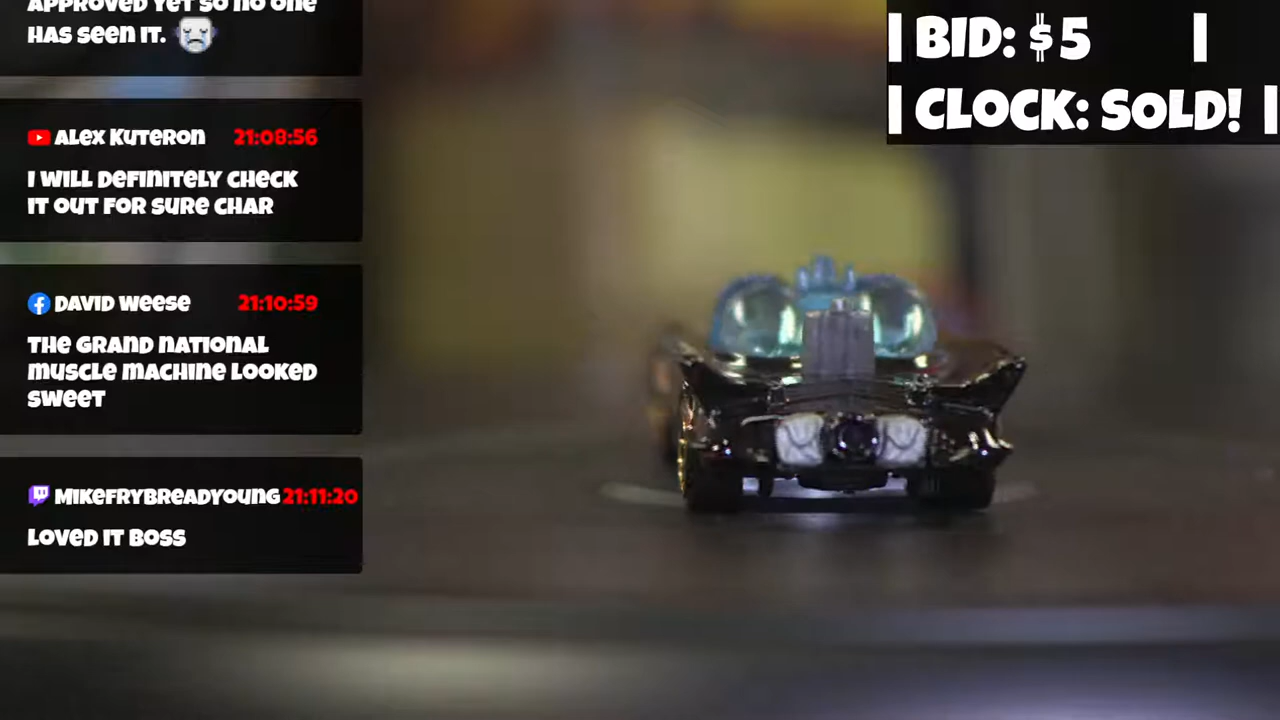 APPROVED YET SO NO ONE
HAS SEEN IT.
ALEX KUTERON 21:08:56
I WILL DEFINITELY CHECK
IT OUT FOR SURE CHAR
DAVID WEESE 21:10:59
THE GRAND NATIONAL
MUSCLE MACHINE LOOKED
SWEET
MIKEFRYBREADYOUNG 21:11:20
LOVED IT BOSS
| BID: $5 |
| CLOCK: SOLD! |